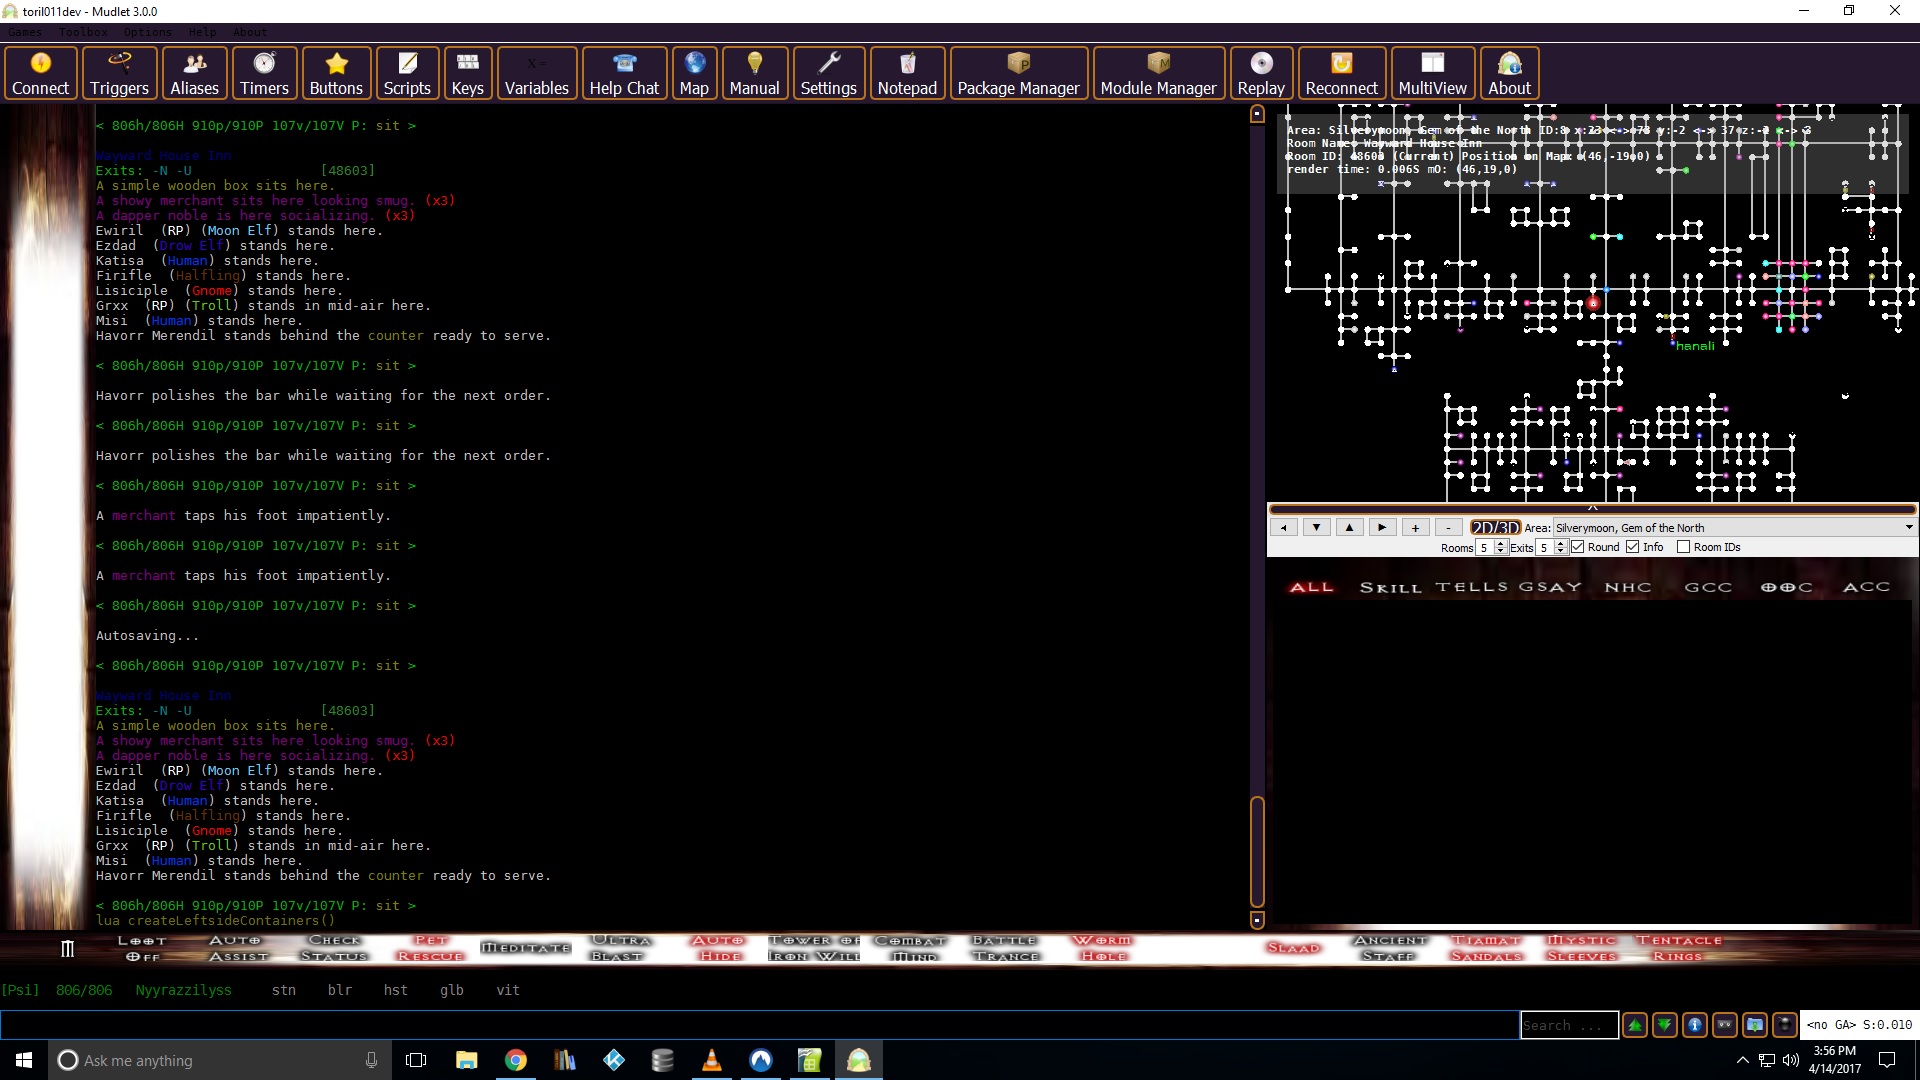 toril011dev - Mudlet 3.0.0
Games Toolbox Options Help About
Connect Triggers Aliases Timers Buttons Scripts Keys Variables Help Chat Map Manual Settings Notepad Package Manager Module Manager Replay Reconnect MultiView About
< 806h/806H 910p/910P 107v/107V P: sit >
Wayward House Inn
Exits: -N -U [48603]
A simple wooden box sits here.
A showy merchant sits here looking smug. (x3)
A dapper noble is here socializing. (x3)
Ewiril (RP) (Moon Elf) stands here.
Ezdad (Drow Elf) stands here.
Katisa (Human) stands here.
Firifle (Halfling) stands here.
Lisiciple (Gnome) stands here.
Grxx (RP) (Troll) stands in mid-air here.
Misi (Human) stands here.
Havorr Merendil stands behind the counter ready to serve.
< 806h/806H 910p/910P 107v/107V P: sit >
Havorr polishes the bar while waiting for the next order.
< 806h/806H 910p/910P 107v/107V P: sit >
Havorr polishes the bar while waiting for the next order.
< 806h/806H 910p/910P 107v/107V P: sit >
A merchant taps his foot impatiently.
< 806h/806H 910p/910P 107v/107V P: sit >
A merchant taps his foot impatiently.
< 806h/806H 910p/910P 107v/107V P: sit >
Autosaving...
< 806h/806H 910p/910P 107v/107V P: sit >
Wayward House Inn
Exits: -N -U [48603]
A simple wooden box sits here.
A showy merchant sits here looking smug. (x3)
A dapper noble is here socializing. (x3)
Ewiril (RP) (Moon Elf) stands here.
Ezdad (Drow Elf) stands here.
Katisa (Human) stands here.
Firifle (Halfling) stands here.
Lisiciple (Gnome) stands here.
Grxx (RP) (Troll) stands in mid-air here.
Misi (Human) stands here.
Havorr Merendil stands behind the counter ready to serve.
< 806h/806H 910p/910P 107v/107V P: sit >
lua createLeftsideContainers()
Area: Silverymoon, Gem of the North ID:8 x:23 <-> 73 y:-2 <-> 37 z:-2 <-> 3
Room Name: Wayward House Inn
Room ID: 48603 (Current) Position on Map: (46,-19,0)
render time: 0.006S mO: (46,19,0)
hanali
+ - 2D/3D Area: Silverymoon, Gem of the North
Rooms 5 Exits 5 Round Info Room IDs
ALL SKILL TELLS GSAY NHC GCC OOC ACC
LOOT AUTO CHECK PET MEDITATE ULTRA AUTO TOWER OF COMBAT BATTLE WORM SLAAD ANCIENT TIAMAT MYSTIC TENTACLE
OFF ASSIST STATUS RESCUE BLAST HIDE IRON WILL MIND TRANCE HOLE STAFF SANDALS SLEEVES RINGS
[Psi] 806/806 Nyyrazzilyss stn blr hst glb vit
Search ... <no GA> S:0.010
Ask me anything
3:56 PM
4/14/2017